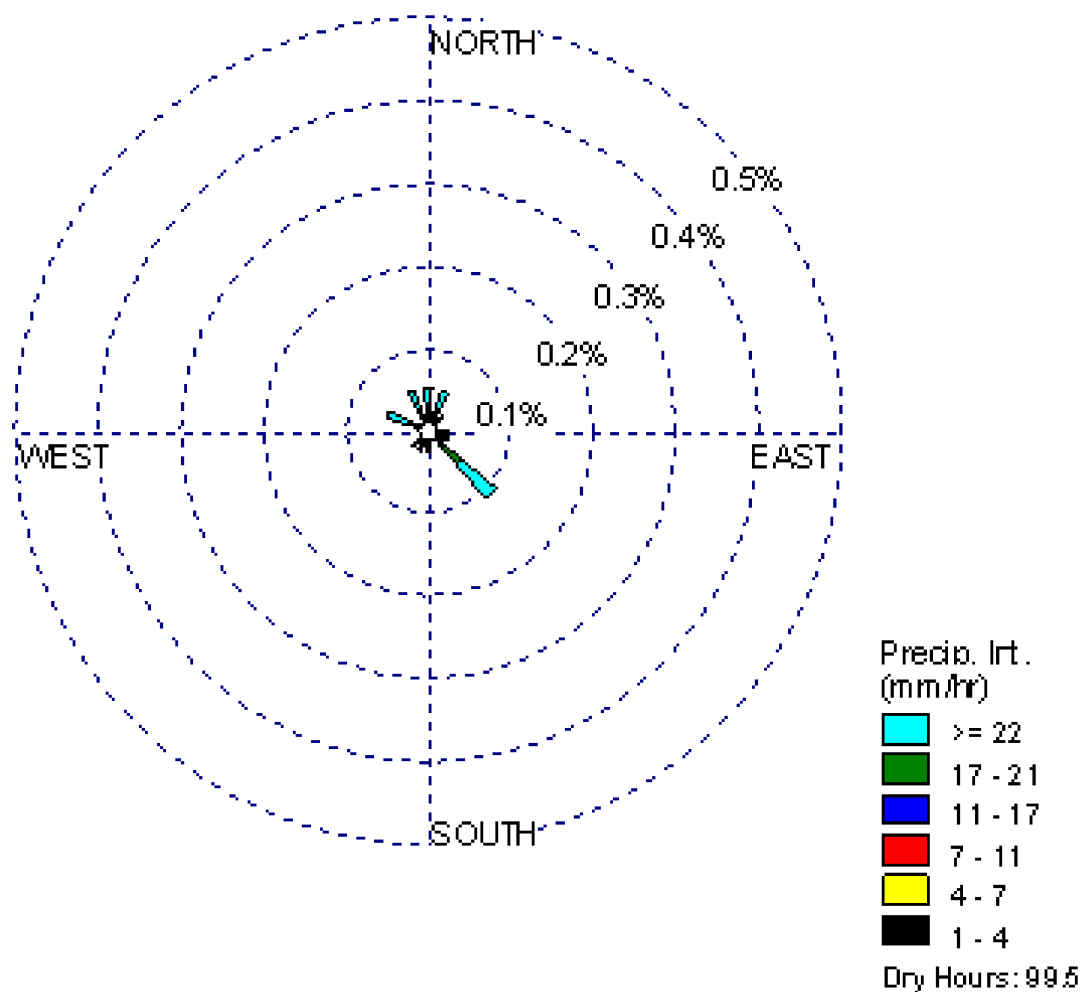 NORTH
0.5%
0.4%
0.3%
0.2%
0.1%
WEST
EAST
SOUTH
Precip. Irt.
(mm/hr)
>= 22
17 - 21
11 - 17
7 - 11
4 - 7
1 - 4
Dry Hours: 99.5